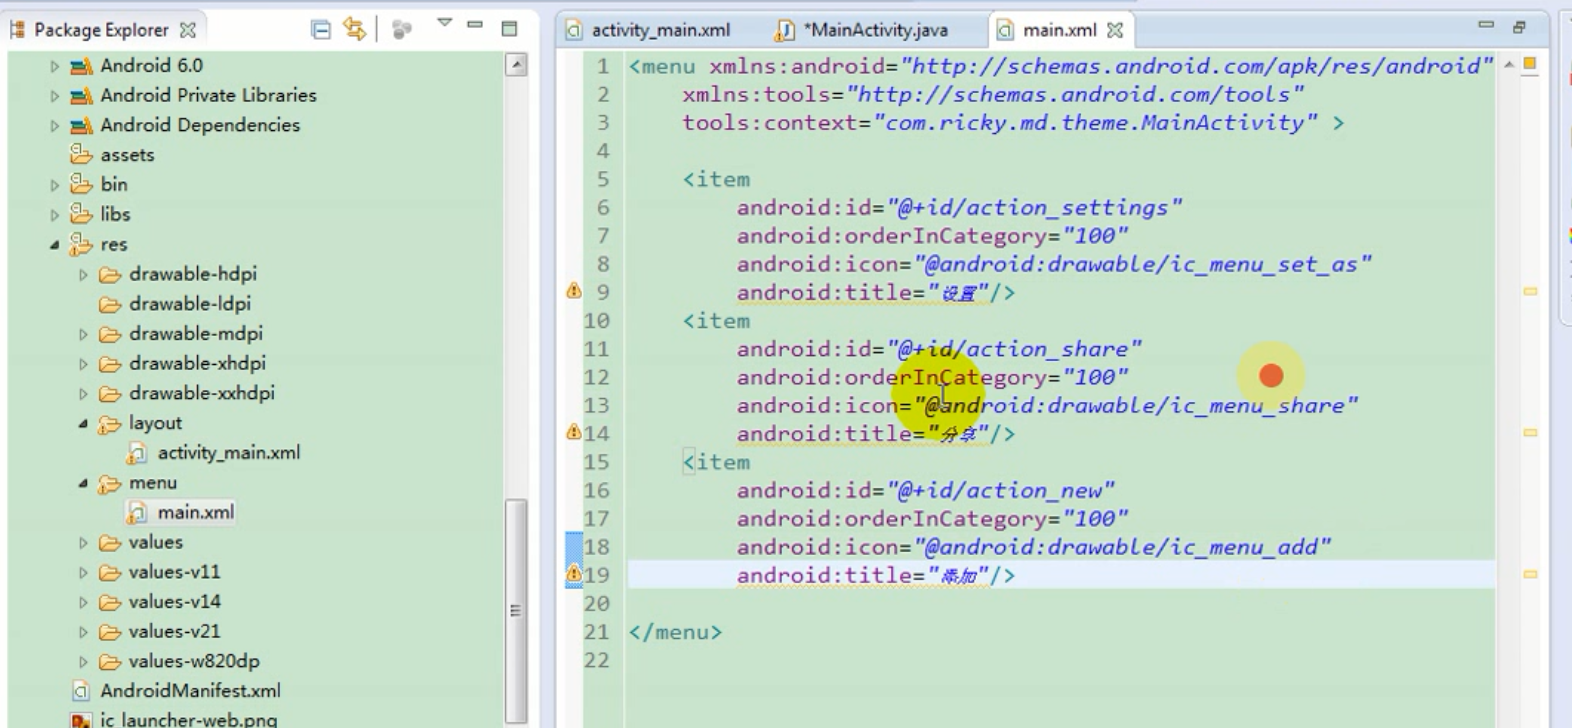 Package Explorer
Android 6.0
Android Private Libraries
Android Dependencies
assets
bin
libs
res
drawable-hdpi
drawable-ldpi
drawable-mdpi
drawable-xhdpi
drawable-xxhdpi
layout
activity_main.xml
menu
main.xml
values
values-v11
values-v14
values-v21
values-w820dp
AndroidManifest.xml
ic_launcher-web.png
activity_main.xml *MainActivity.java main.xml
1 <menu xmlns:android="http://schemas.android.com/apk/res/android"
2 xmlns:tools="http://schemas.android.com/tools"
3 tools:context="com.ricky.md.theme.MainActivity" >
4
5 <item
6 android:id="@+id/action_settings"
7 android:orderInCategory="100"
8 android:icon="@android:drawable/ic_menu_set_as"
9 android:title="设置"/>
10 <item
11 android:id="@+id/action_share"
12 android:orderInCategory="100"
13 android:icon="@android:drawable/ic_menu_share"
14 android:title="分享"/>
15 <item
16 android:id="@+id/action_new"
17 android:orderInCategory="100"
18 android:icon="@android:drawable/ic_menu_add"
19 android:title="添加"/>
20
21 </menu>
22